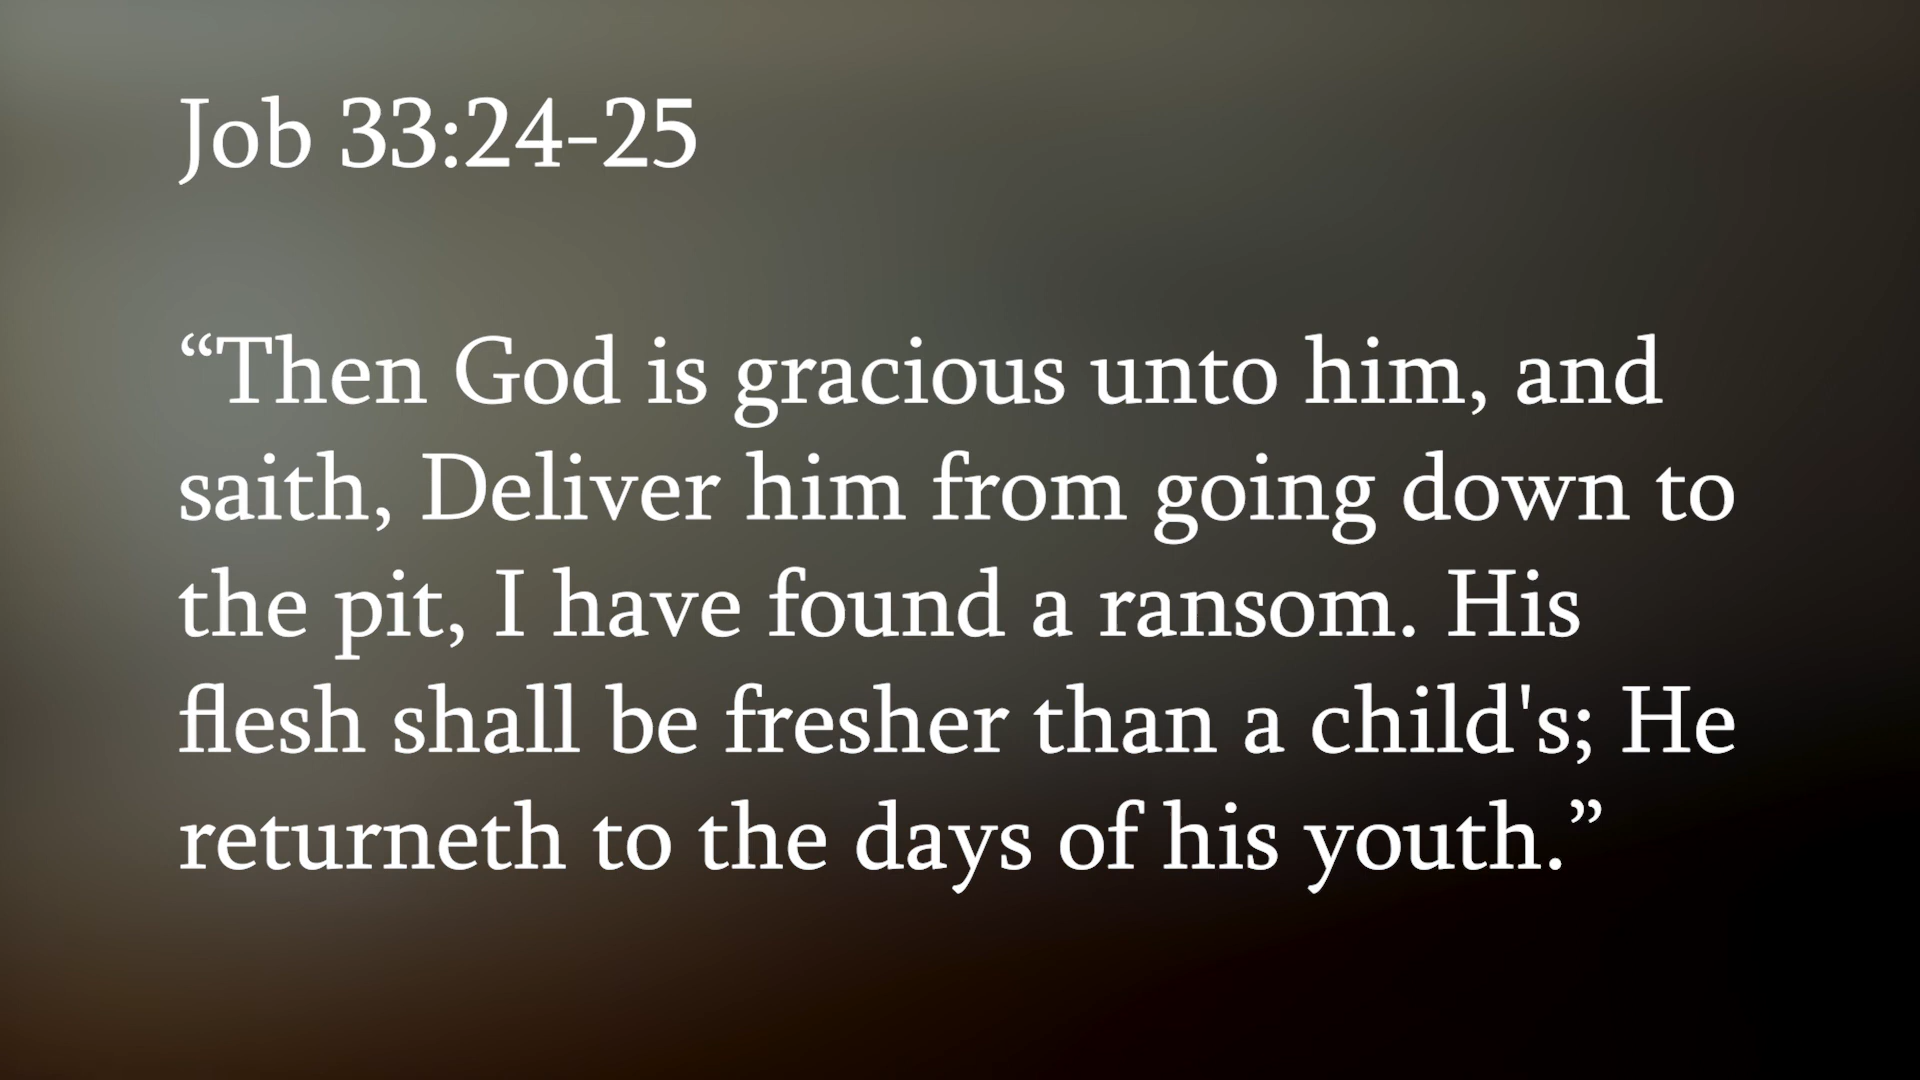 Job 33:24-25
“Then God is gracious unto him, and
saith, Deliver him from going down to
the pit, I have found a ransom. His
flesh shall be fresher than a child's; He
returneth to the days of his youth.”